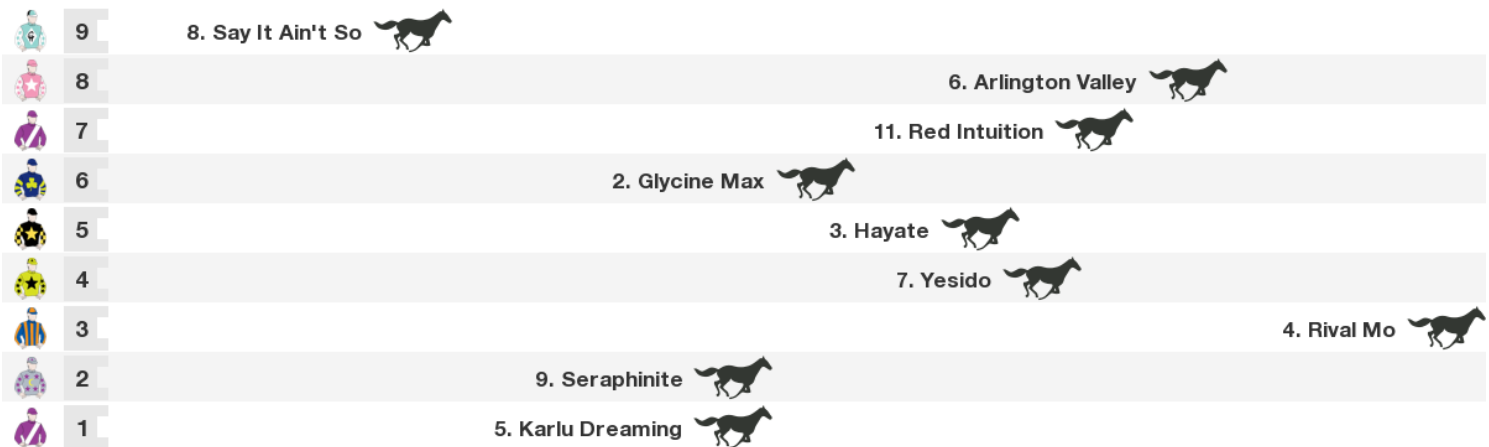 9 8. Say It Ain't So
8 6. Arlington Valley
7 11. Red Intuition
6 2. Glycine Max
5 3. Hayate
4 7. Yesido
3 4. Rival Mo
2 9. Seraphinite
1 5. Karlu Dreaming